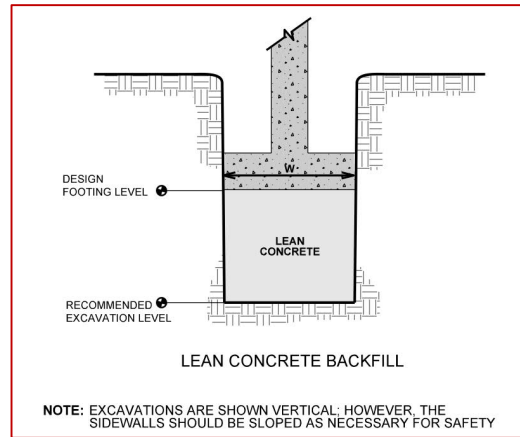 DESIGN
FOOTING LEVEL
W
LEAN
CONCRETE
RECOMMENDED
EXCAVATION LEVEL
LEAN CONCRETE BACKFILL
NOTE: EXCAVATIONS ARE SHOWN VERTICAL; HOWEVER, THE
SIDEWALLS SHOULD BE SLOPED AS NECESSARY FOR SAFETY